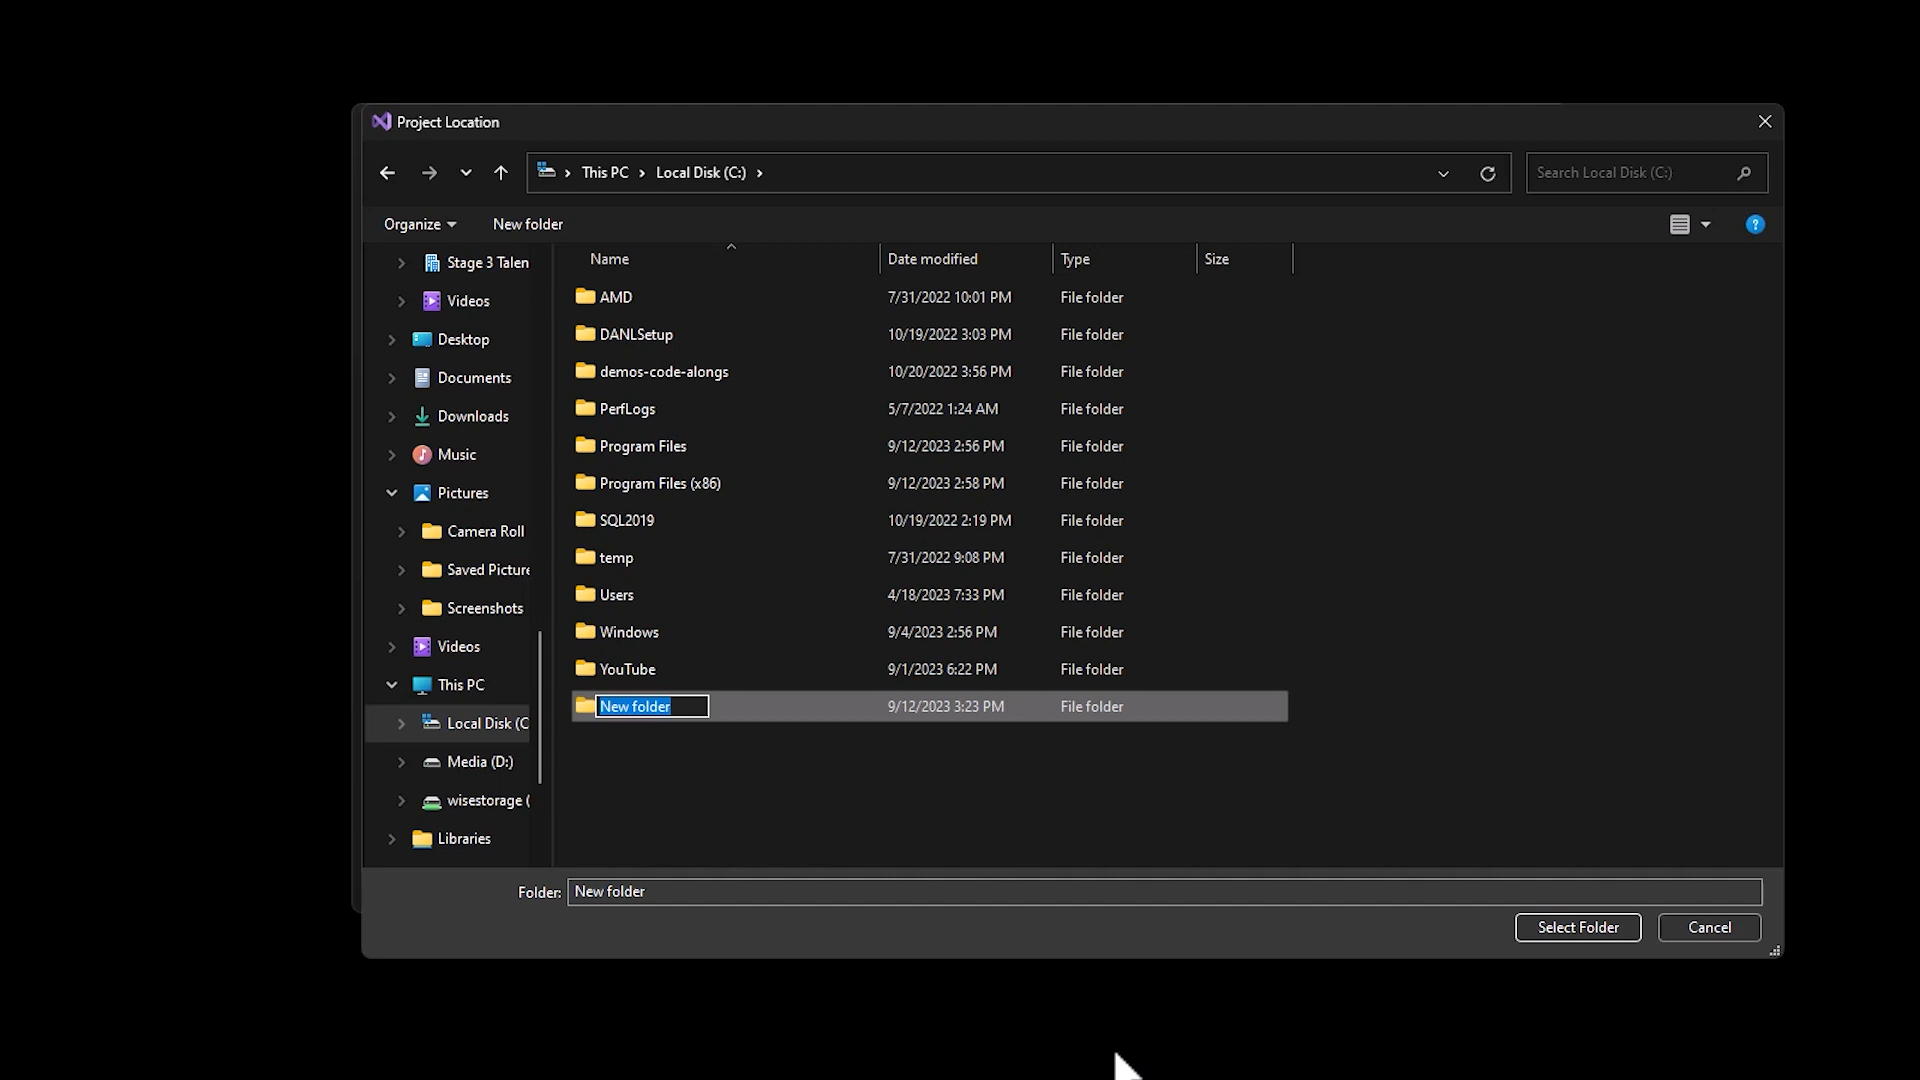 Project Location
This PC
Local Disk (C:)
Search Local Disk (C:)
Organize
New folder
Name
Date modified
Type
Size
Stage 3 Talen
Videos
Desktop
Documents
Downloads
Music
Pictures
Camera Roll
Saved Picture
Screenshots
Videos
This PC
Local Disk (C
Media (D:)
wisestorage (
Libraries
AMD 7/31/2022 10:01 PM File folder
DANLSetup 10/19/2022 3:03 PM File folder
demos-code-alongs 10/20/2022 3:56 PM File folder
PerfLogs 5/7/2022 1:24 AM File folder
Program Files 9/12/2023 2:56 PM File folder
Program Files (x86) 9/12/2023 2:58 PM File folder
SQL2019 10/19/2022 2:19 PM File folder
temp 7/31/2022 9:08 PM File folder
Users 4/18/2023 7:33 PM File folder
Windows 9/4/2023 2:56 PM File folder
YouTube 9/1/2023 6:22 PM File folder
New folder 9/12/2023 3:23 PM File folder
Folder: New folder
Select Folder
Cancel